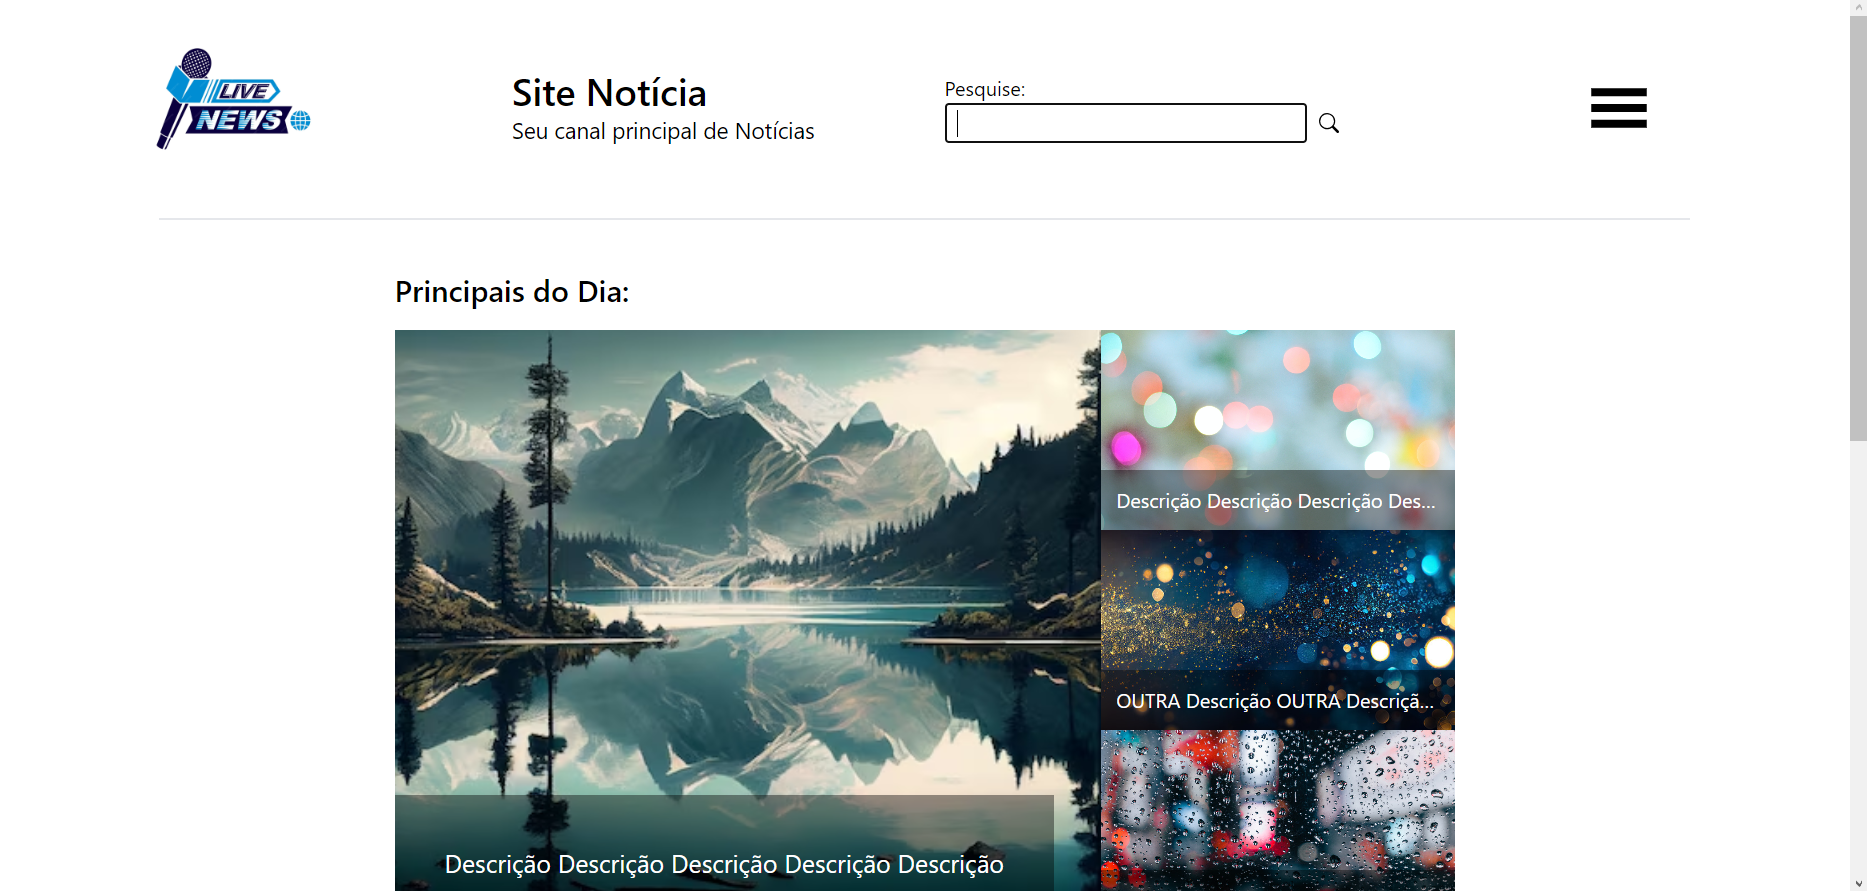 LIVE
NEWS
Site Notícia
Seu canal principal de Notícias
Pesquise:
Principais do Dia:
Descrição Descrição Descrição Des...
OUTRA Descrição OUTRA Descriçã...
Descrição Descrição Descrição Descrição Descrição